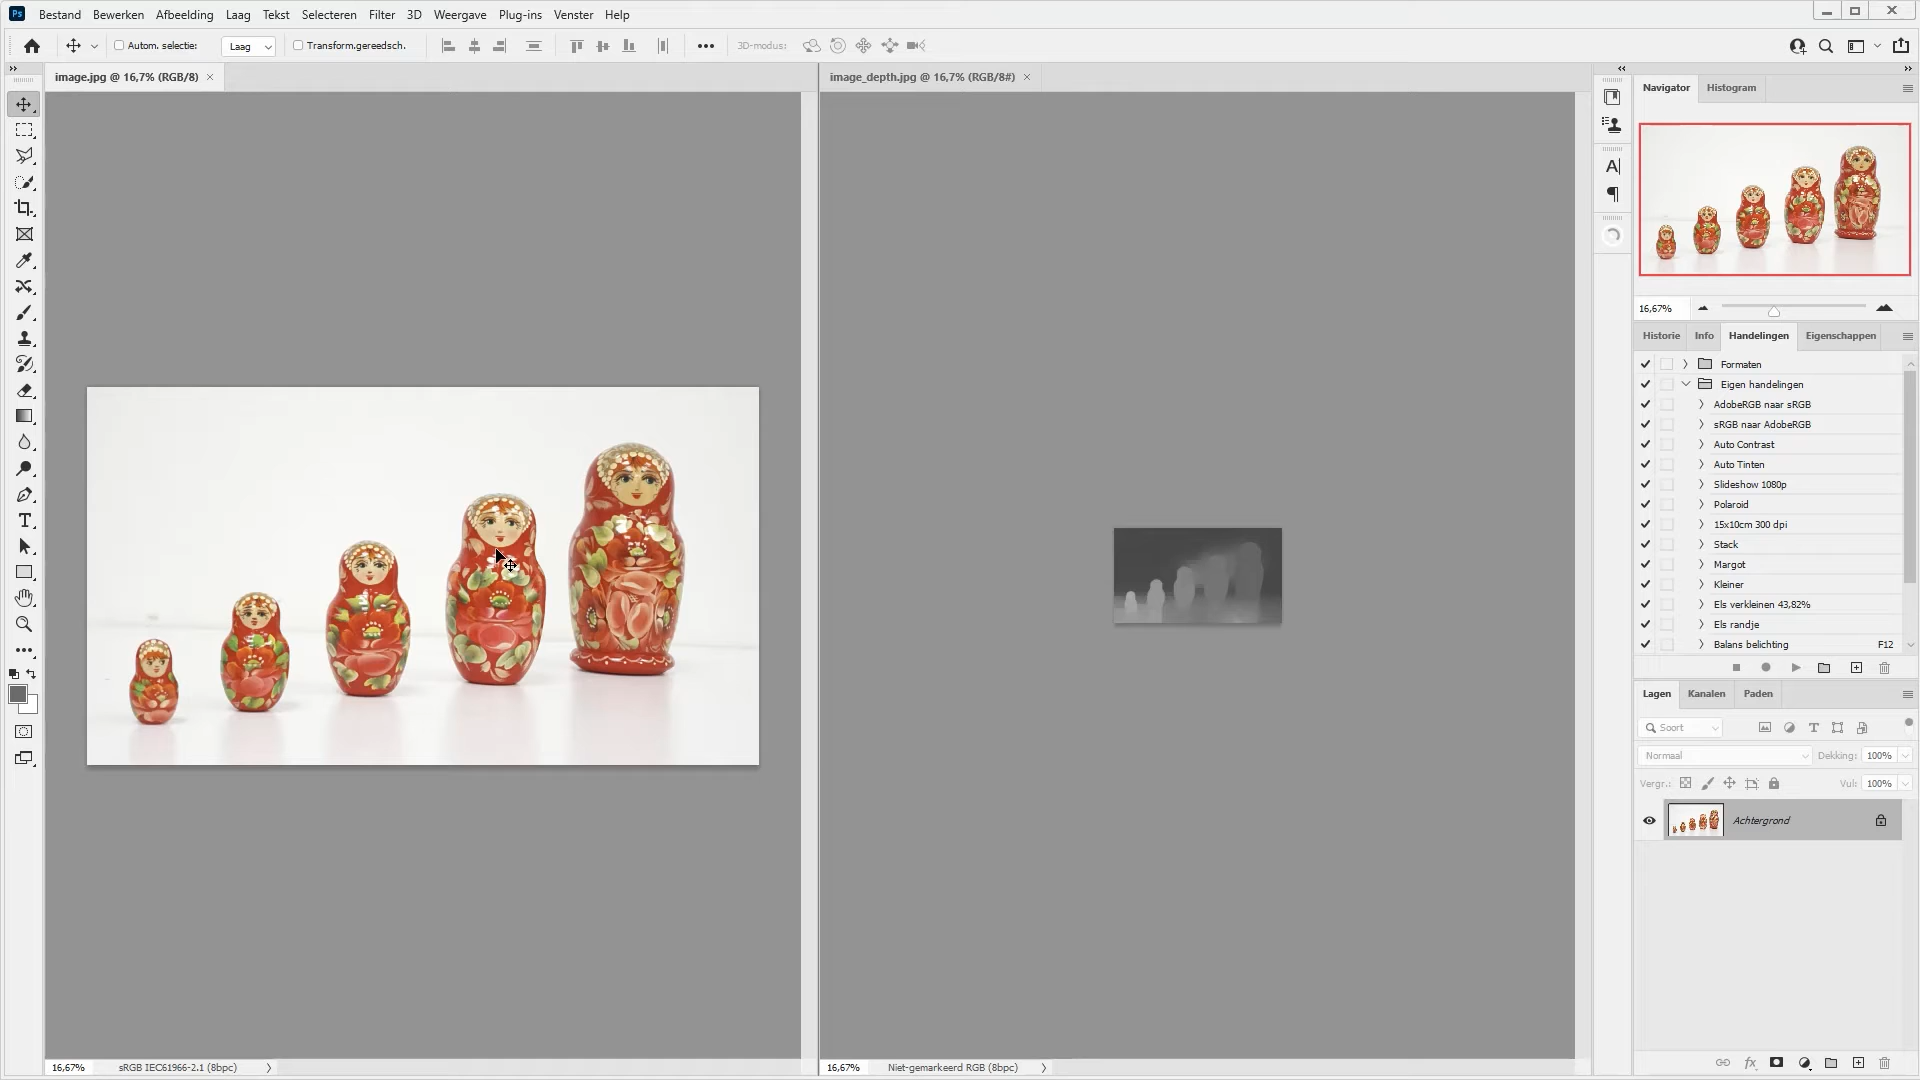 Ps Bestand Bewerken Afbeelding Laag Tekst Selecteren Filter 3D Weergave Plug-ins Venster Help
Autom. selectie: Laag Transform.gereedsch. 3D-modus:
image.jpg @ 16,7% (RGB/8) image_depth.jpg @ 16,7% (RGB/8#)
Navigator Histogram
16,67%
Historie Info Handelingen Eigenschappen
Formaten
Eigen handelingen
AdobeRGB naar sRGB
sRGB naar AdobeRGB
Auto Contrast
Auto Tinten
Slideshow 1080p
Polaroid
15x10cm 300 dpi
Stack
Margot
Kleiner
Els verkleinen 43,82%
Els randje
Balans belichting F12
Lagen Kanalen Paden
Soort
Normaal Dekking: 100%
Vergr.: Vul: 100%
Achtergrond
16,67% sRGB IEC61966-2.1 (8bpc) 16,67% Niet-gemarkeerd RGB (8bpc)